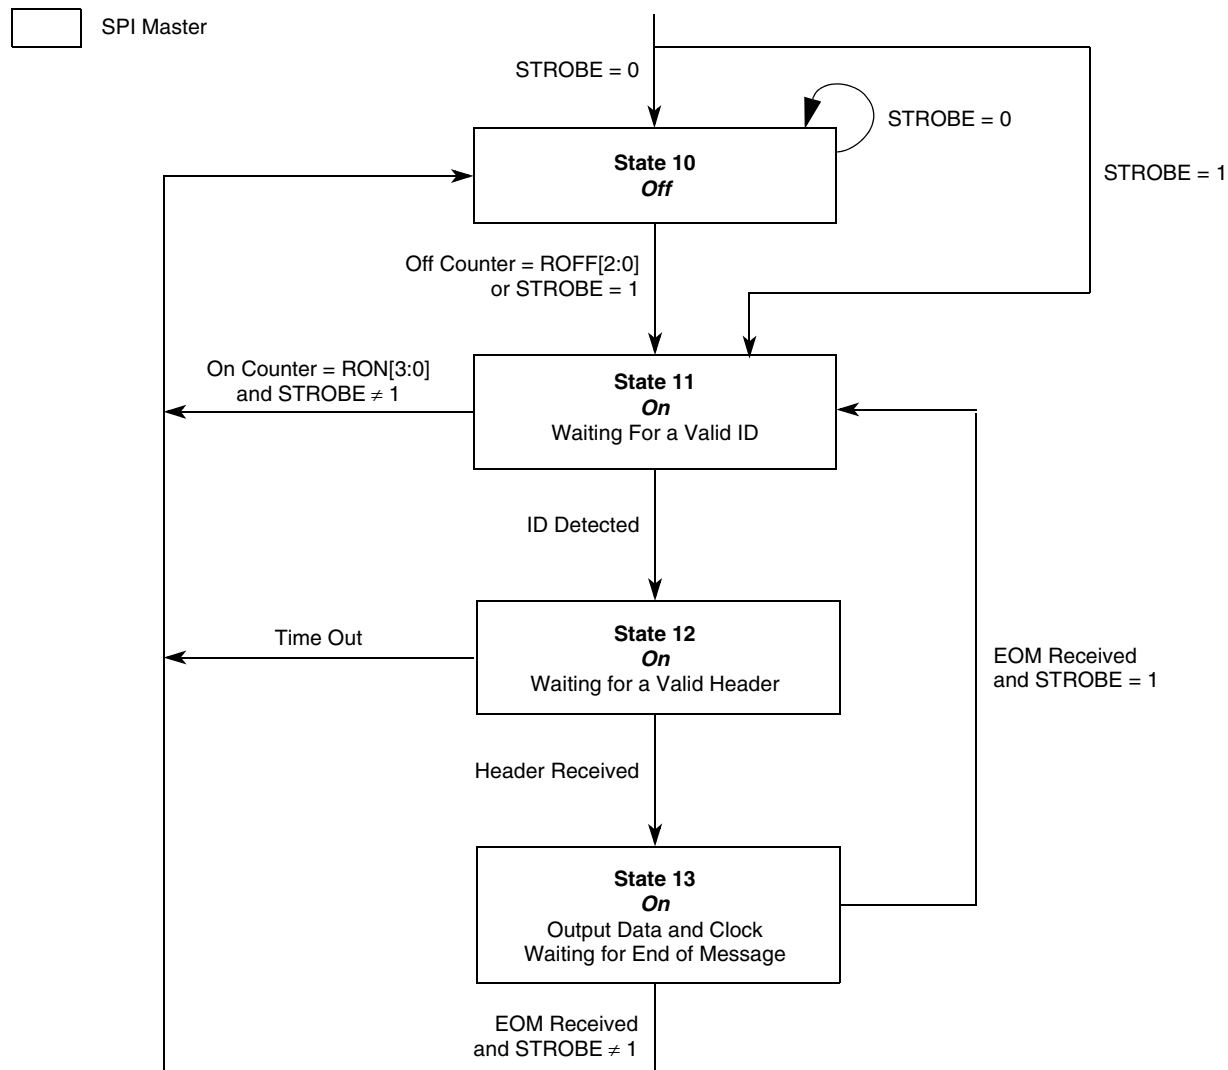 SPI Master
STROBE = 0
STROBE = 0
State 10
Off
STROBE = 1
Off Counter = ROFF[2:0]
or STROBE = 1
On Counter = RON[3:0]
and STROBE ≠ 1
State 11
On
Waiting For a Valid ID
ID Detected
Time Out
State 12
On
Waiting for a Valid Header
EOM Received
and STROBE = 1
Header Received
State 13
On
Output Data and Clock
Waiting for End of Message
EOM Received
and STROBE ≠ 1